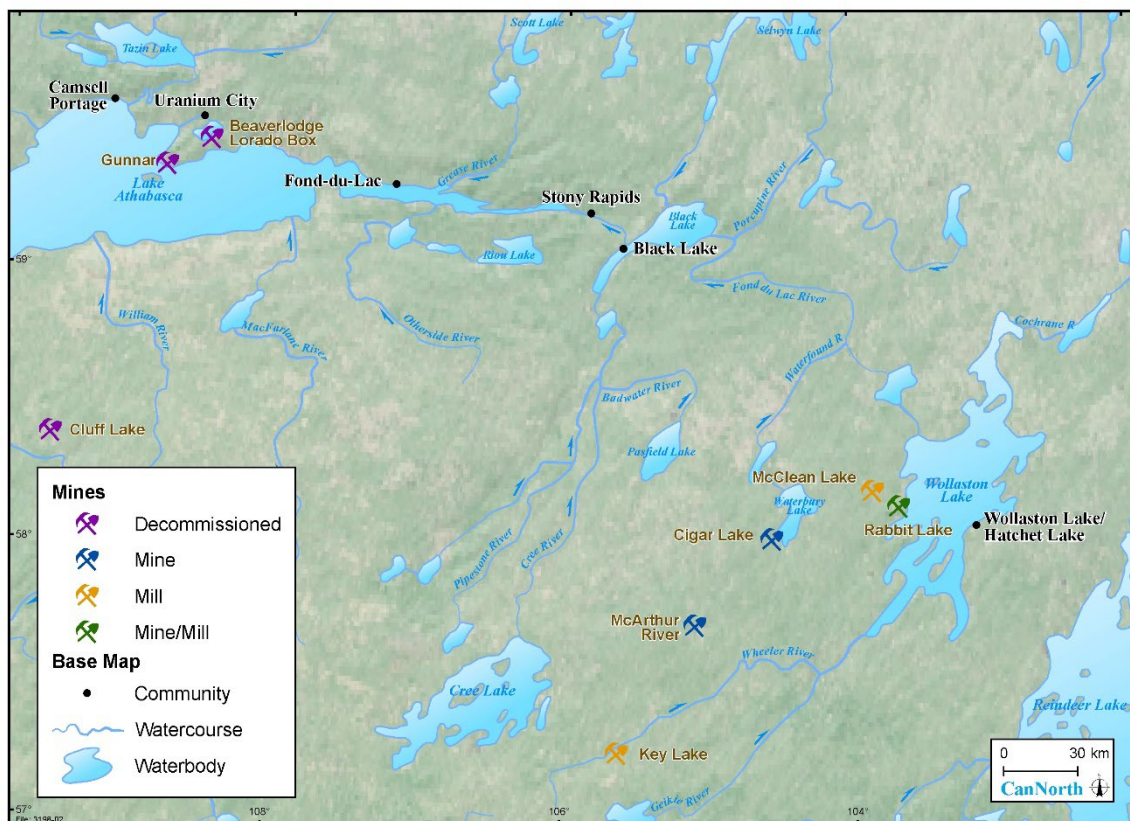 Scott Lake
Selwyn Lake
Tazin Lake
Camsell
Portage
Uranium City
Beaverlodge
Lorado Box
Gunnar
Lake
Athabasca
Fond-du-Lac
Greave River
Stony Rapids
Black
Lake
Porcupine River
Black Lake
Riou Lake
59°
Fond du Lac River
William River
MacFarlane River
Otherside River
Cochrane R
Waterfound R
Badwater River
Cluff Lake
Pasfield Lake
McClean Lake
Wollaston
Lake
Waterbury
Lake
Rabbit Lake
Wollaston Lake/
Hatchet Lake
Cigar Lake
58°
Pipestone River
Cree River
McArthur
River
Wheeler River
Cree Lake
Reindeer Lake
Key Lake
Geikie River
Mines
Decommissioned
Mine
Mill
Mine/Mill
Base Map
Community
Watercourse
Waterbody
0 30 km
CanNorth
57°
108°
106°
104°
File: 3198-02